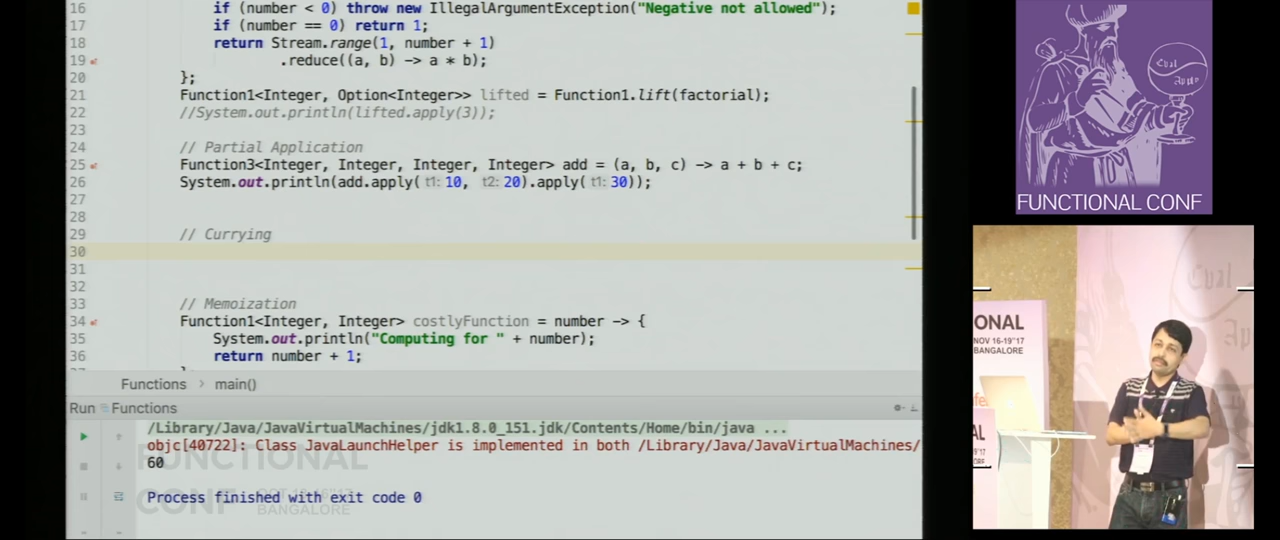 16 if (number < 0) throw new IllegalArgumentException("Negative not allowed");
17 if (number == 0) return 1;
18 return Stream.range(1, number + 1)
19 .reduce((a, b) -> a * b);
20 };
21 Function1<Integer, Option<Integer>> lifted = Function1.lift(factorial);
22 //System.out.println(lifted.apply(3));
23
24 // Partial Application
25 Function3<Integer, Integer, Integer, Integer> add = (a, b, c) -> a + b + c;
26 System.out.println(add.apply( t1: 10, t2: 20).apply( t1: 30));
27
28
29 // Currying
30
31
32
33 // Memoization
34 Function1<Integer, Integer> costlyFunction = number -> {
35 System.out.println("Computing for " + number);
36 return number + 1;
Functions > main()
Run Functions
/Library/Java/JavaVirtualMachines/jdk1.8.0_151.jdk/Contents/Home/bin/java ...
objc[40722]: Class JavaLaunchHelper is implemented in both /Library/Java/JavaVirtualMachines/
60
Process finished with exit code 0
FUNCTIONAL
CONF
BANGALORE
Eval
Apply
FUNCTIONAL CONF
ONAL
NOV 16-19"17
BANGALORE
AL